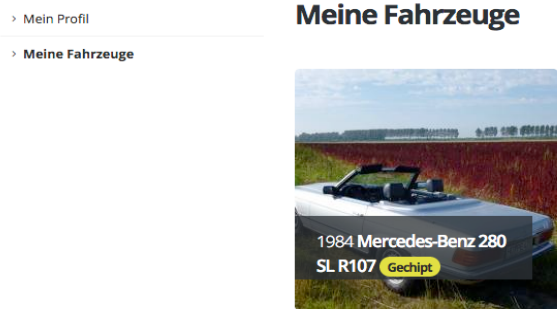 Mein Profil
Meine Fahrzeuge
Meine Fahrzeuge
1984 Mercedes-Benz 280
SL R107 Gechipt